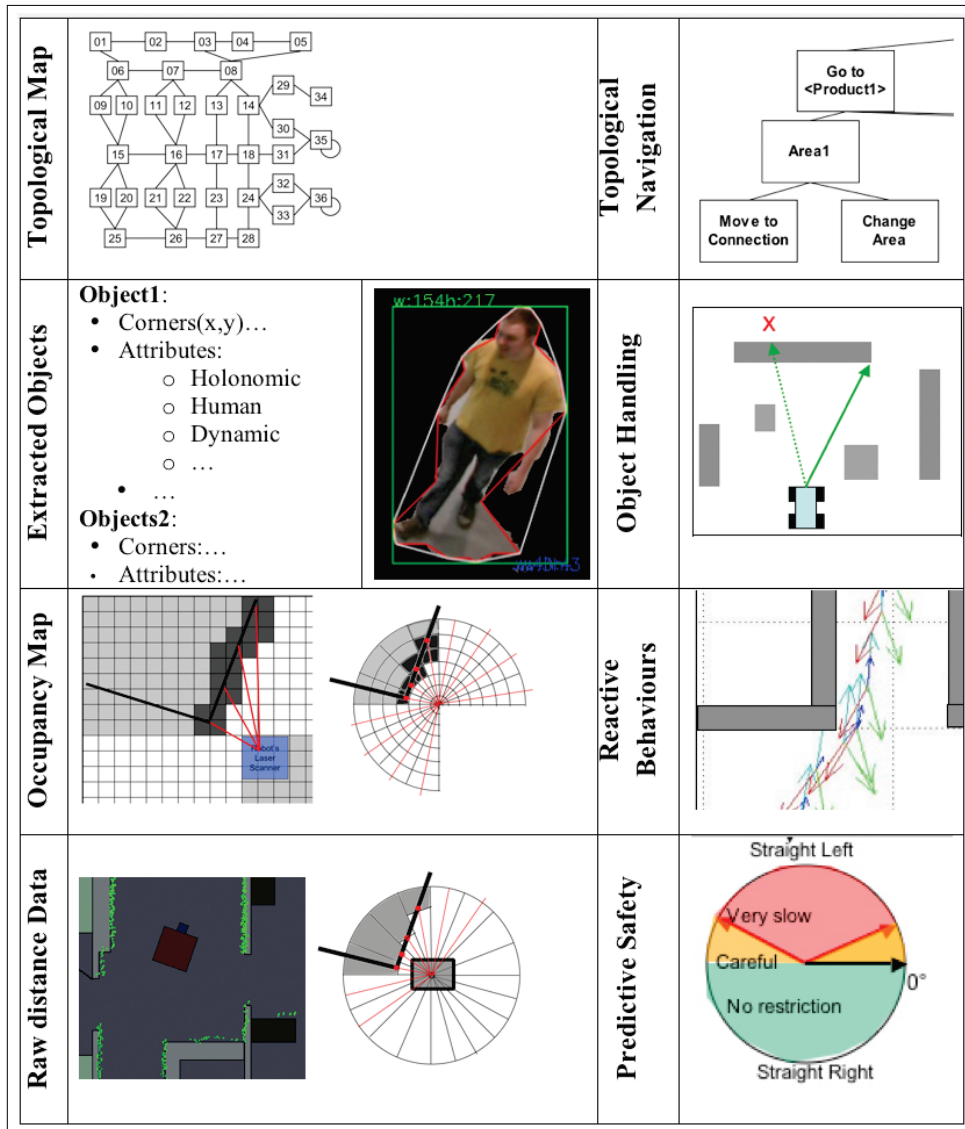 Topological Map
01 02 03 04 05
06 07 08
29
34
09 10 11 12 13 14
30
35
15 16 17 18 31
32
19 20 21 22 23 24 36
33
25 26 27 28
Topological
Navigation
Go to
<Product1>
Area1
Move to
Connection
Change
Area
Extracted Objects
Object1:
• Corners(x,y)…
• Attributes:
o Holonomic
o Human
o Dynamic
o …
• …
Objects2:
• Corners:…
• Attributes:…
w:154h:217
Object Handling
X
Occupancy Map
Robot's
Laser
Scanner
Reactive
Behaviours
Raw distance Data
Predictive Safety
Straight Left
Very slow
Careful
0°
No restriction
Straight Right